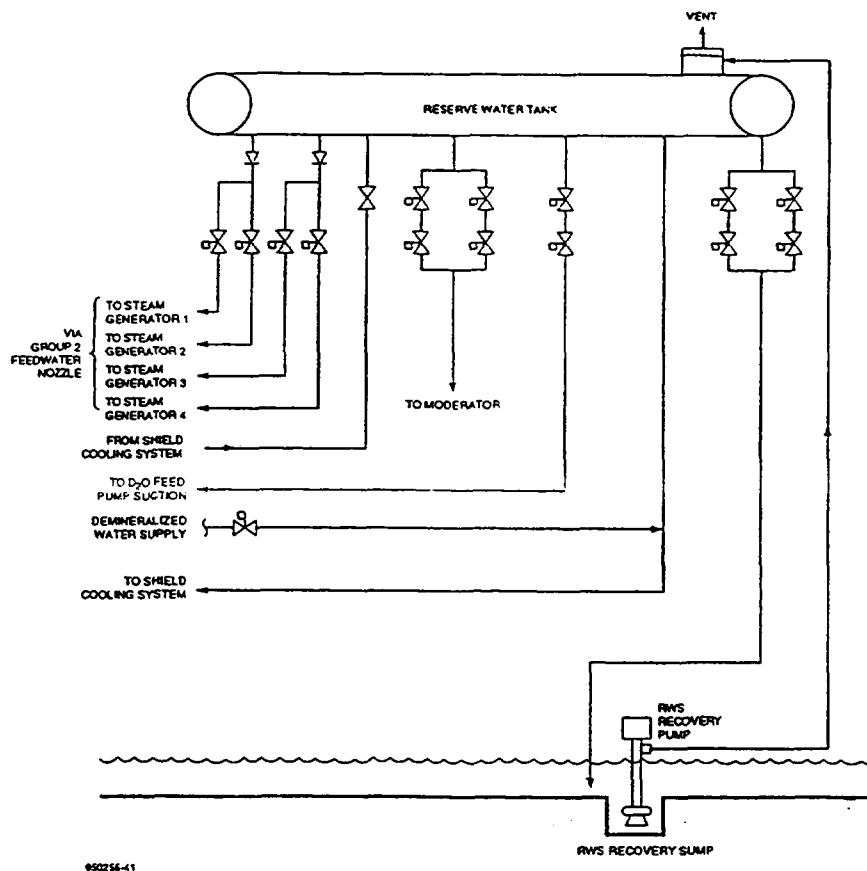 VENT
RESERVE WATER TANK
VIA
GROUP 2
FEEDWATER
NOZZLE
TO STEAM
GENERATOR 1
TO STEAM
GENERATOR 2
TO STEAM
GENERATOR 3
TO STEAM
GENERATOR 4
TO MODERATOR
FROM SHIELD
COOLING SYSTEM
TO D₂O FEED
PUMP SUCTION
DEMINERALIZED
WATER SUPPLY
TO SHIELD
COOLING SYSTEM
RWS
RECOVERY
PUMP
RWS RECOVERY SUMP
950256-41